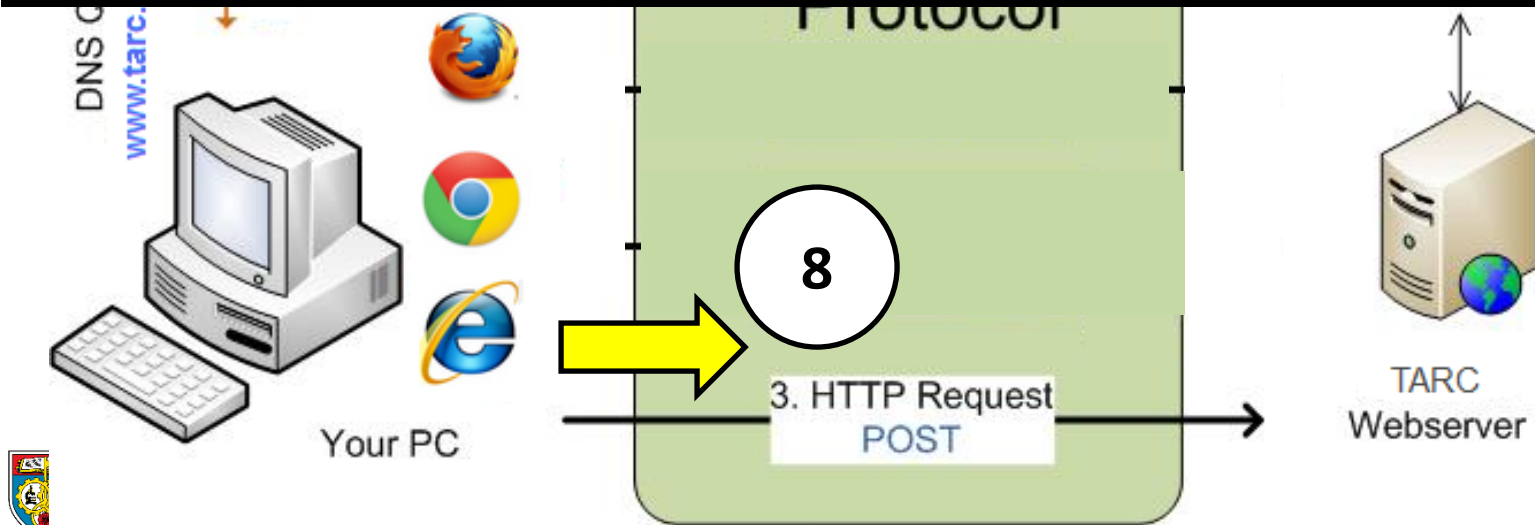 DNS
www.tarc.
Protocol
8
3. HTTP Request
POST
Your PC
TARC
Webserver